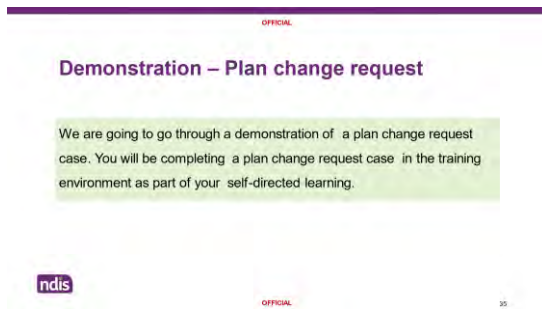 OFFICIAL
Demonstration – Plan change request
We are going to go through a demonstration of a plan change request
case. You will be completing a plan change request case in the training
environment as part of your self-directed learning.
ndis
OFFICIAL
35